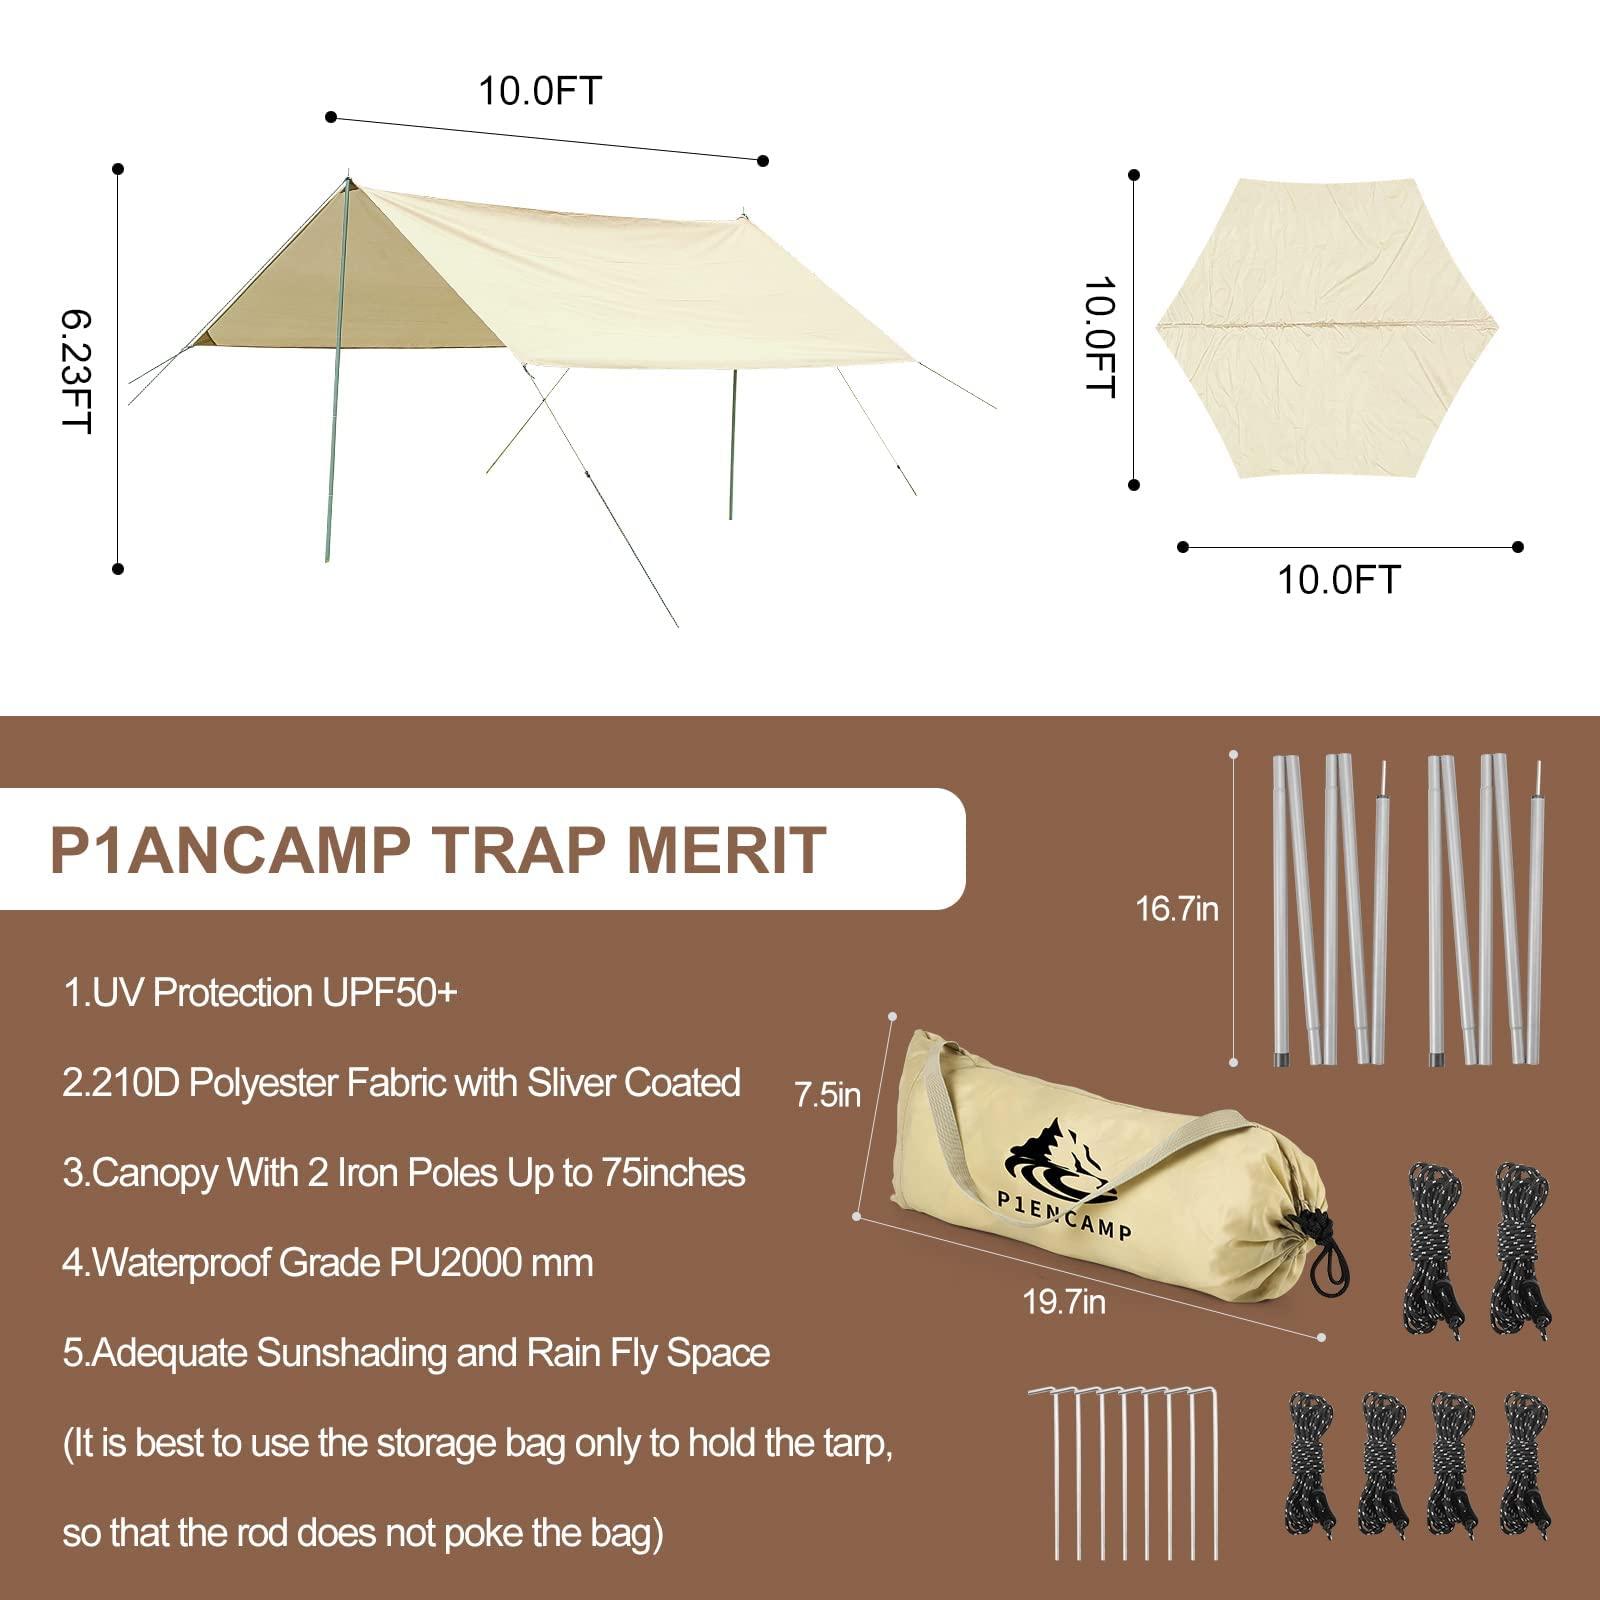 10.0FT
6.23FT
10.0FT
10.0FT
P1ANCAMP TRAP MERIT
1.UV Protection UPF50+
2.210D Polyester Fabric with Sliver Coated
3.Canopy With 2 Iron Poles Up to 75inches
4.Waterproof Grade PU2000 mm
5.Adequate Sunshading and Rain Fly Space
(It is best to use the storage bag only to hold the tarp,
so that the rod does not poke the bag)
16.7in
7.5in
P1ENCAMP
19.7in